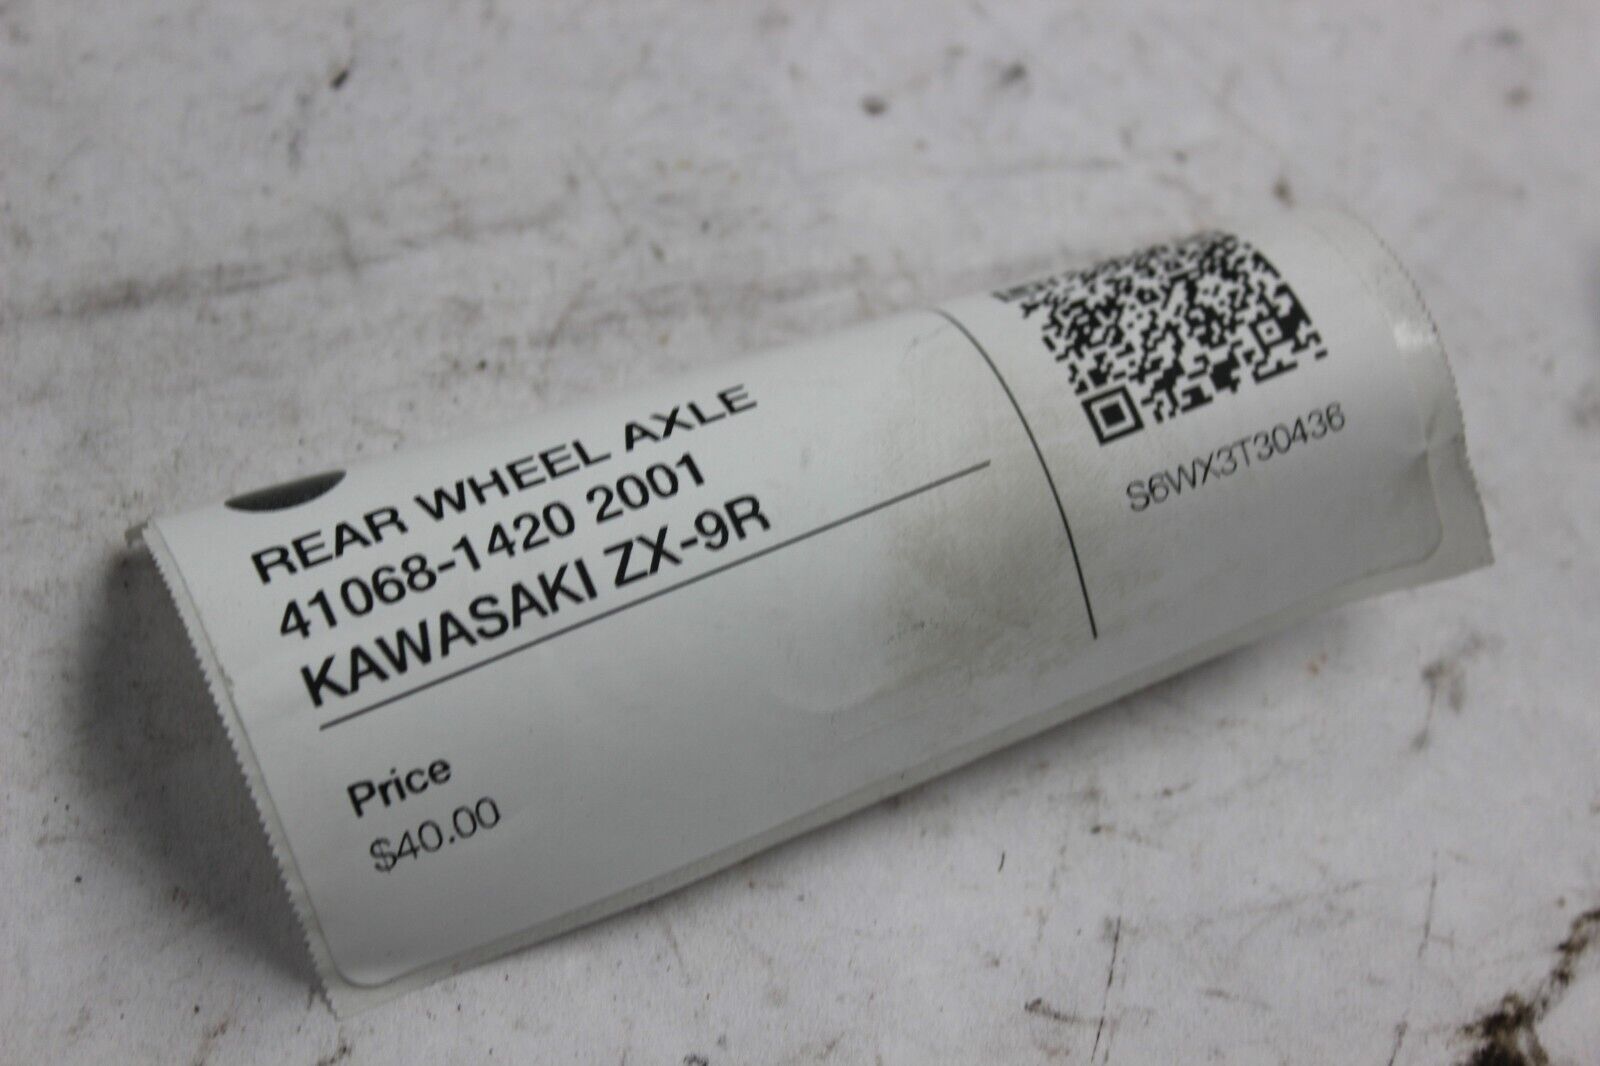 REAR WHEEL AXLE
41068-1420 2001
KAWASAKI ZX-9R
Price
$40.00
S6WX3T30436